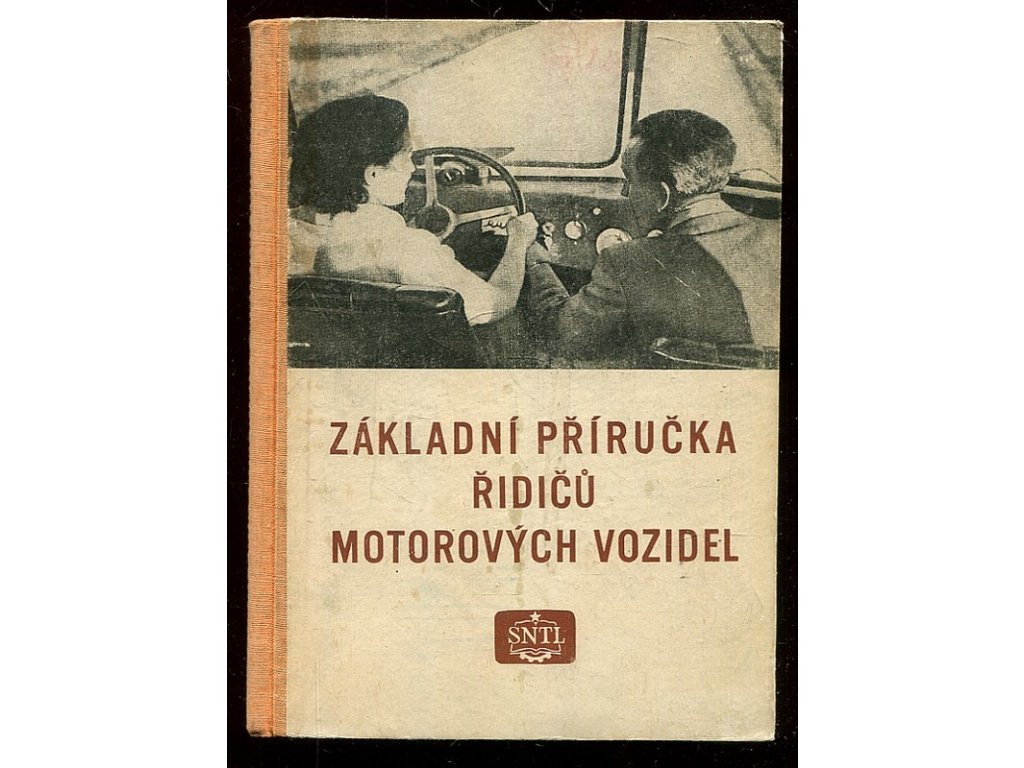 ZÁKLADNÍ PŘÍRUČKA
ŘIDIČŮ
MOTOROVÝCH VOZIDEL
SNTL